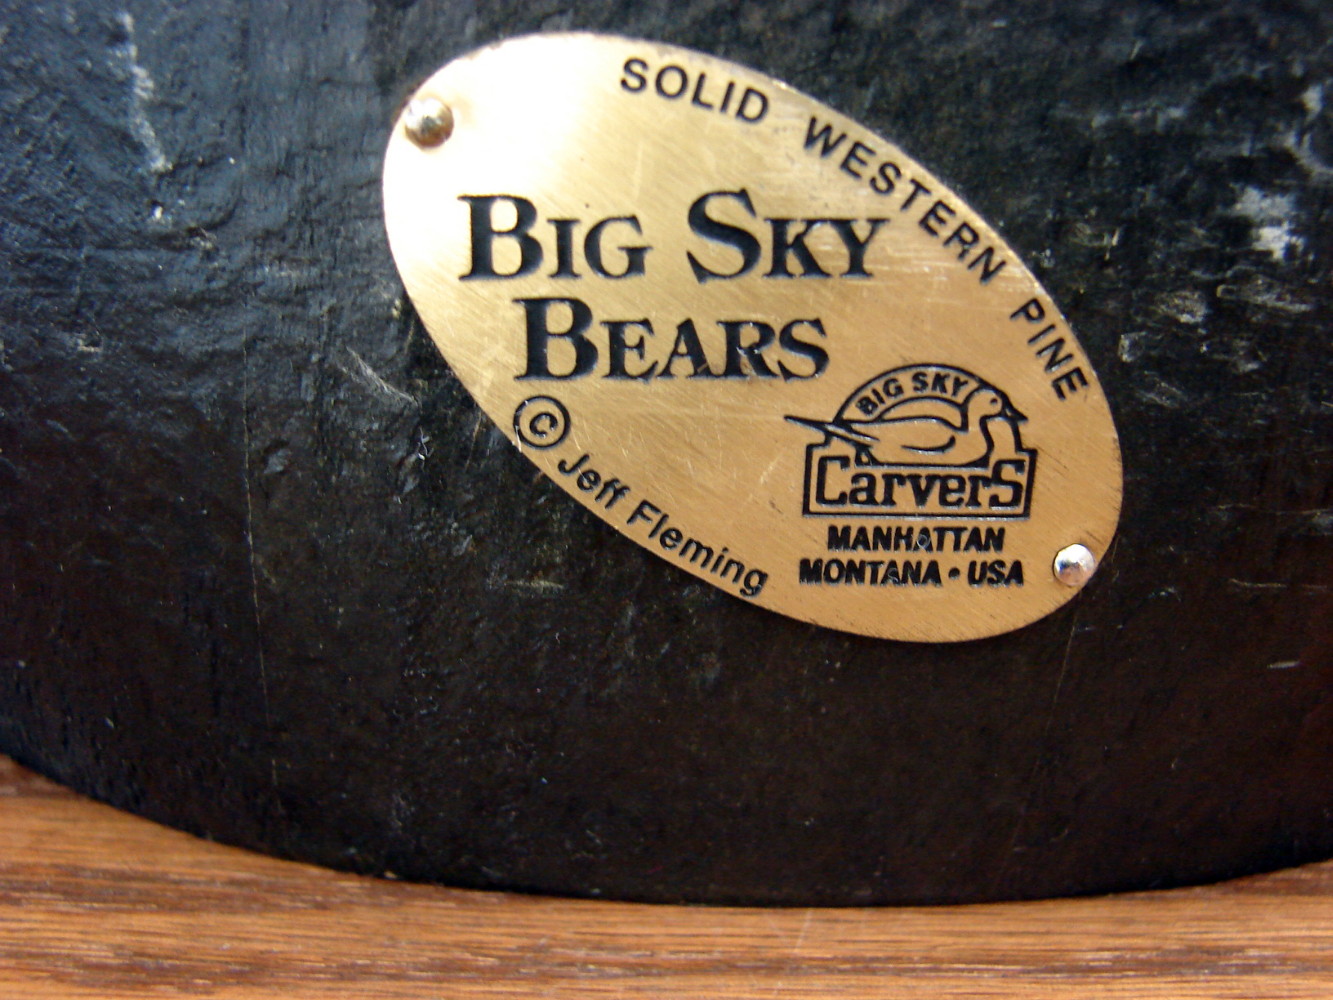 SOLID WESTERN PINE
BIG SKY
BEARS
© Jeff Fleming
BIG SKY
CarverS
MANHATTAN
MONTANA • USA